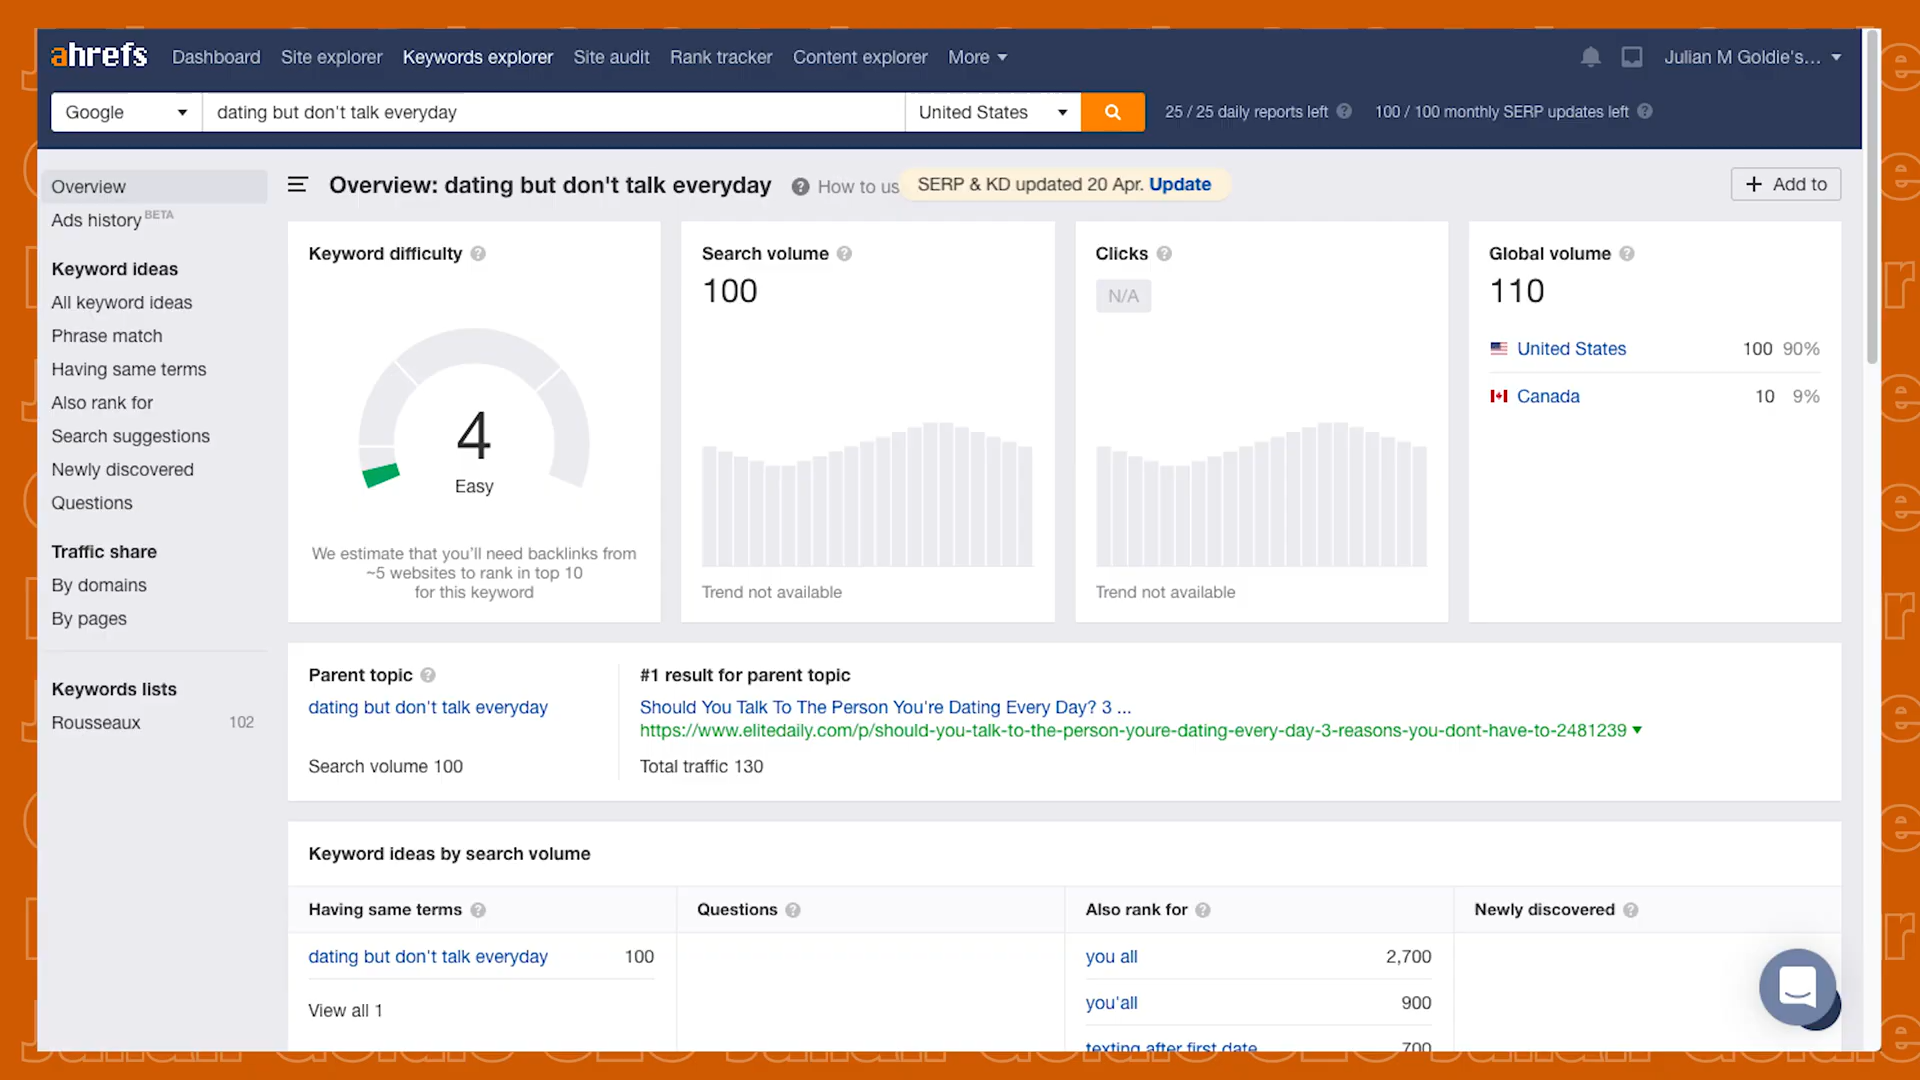 ahrefs
Dashboard
Site explorer
Keywords explorer
Site audit
Rank tracker
Content explorer
More
Julian M Goldie's...
Google
dating but don't talk everyday
United States
25 / 25 daily reports left
100 / 100 monthly SERP updates left
Overview
Ads history BETA
Keyword ideas
All keyword ideas
Phrase match
Having same terms
Also rank for
Search suggestions
Newly discovered
Questions
Traffic share
By domains
By pages
Keywords lists
Rousseaux 102
Overview: dating but don't talk everyday
How to us
SERP & KD updated 20 Apr. Update
+ Add to
Keyword difficulty
4
Easy
We estimate that you'll need backlinks from
~5 websites to rank in top 10
for this keyword
Search volume
100
Trend not available
Clicks
N/A
Trend not available
Global volume
110
United States 100 90%
Canada 10 9%
Parent topic
dating but don't talk everyday
Search volume 100
#1 result for parent topic
Should You Talk To The Person You're Dating Every Day? 3 ...
https://www.elitedaily.com/p/should-you-talk-to-the-person-youre-dating-every-day-3-reasons-you-dont-have-to-2481239
Total traffic 130
Keyword ideas by search volume
Having same terms
dating but don't talk everyday 100
View all 1
Questions
Also rank for
you all 2,700
you'all 900
texting after first date 700
Newly discovered